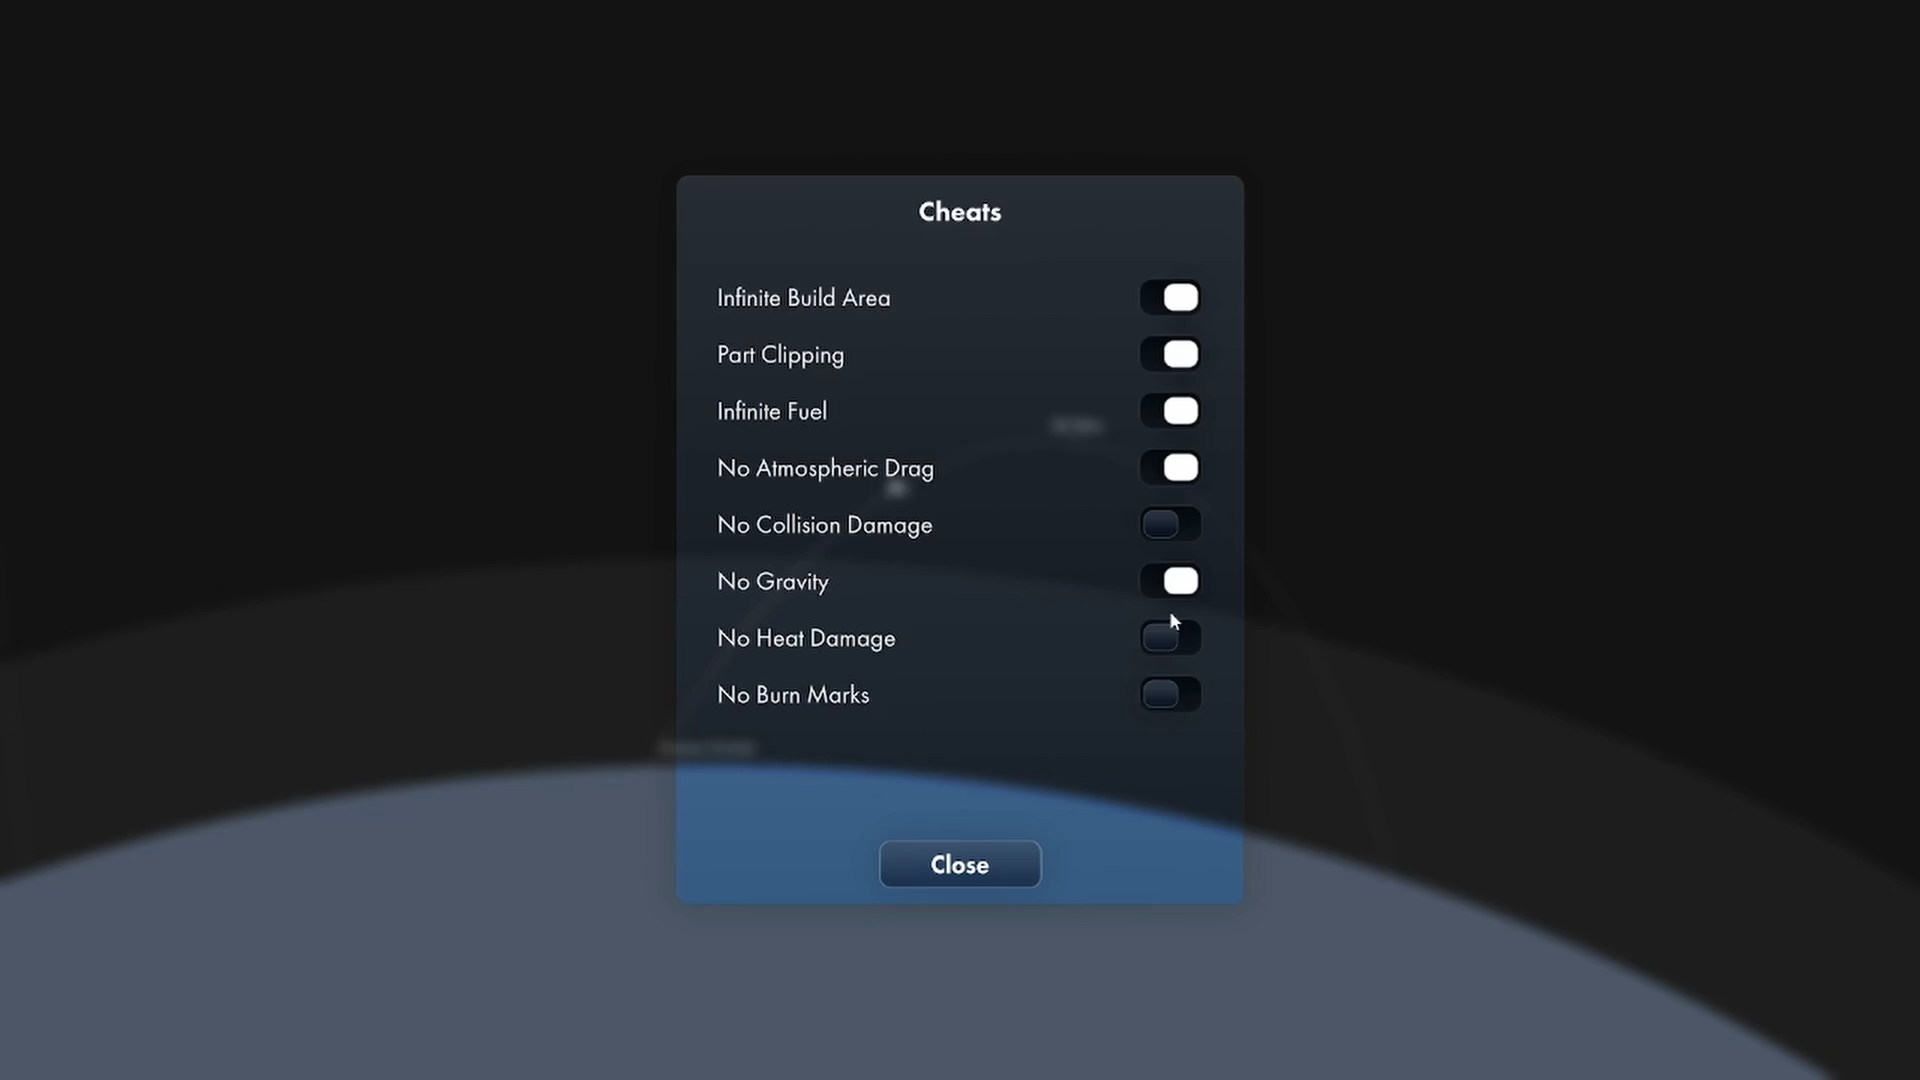 Cheats
Infinite Build Area
Part Clipping
Infinite Fuel
No Atmospheric Drag
No Collision Damage
No Gravity
No Heat Damage
No Burn Marks
Close